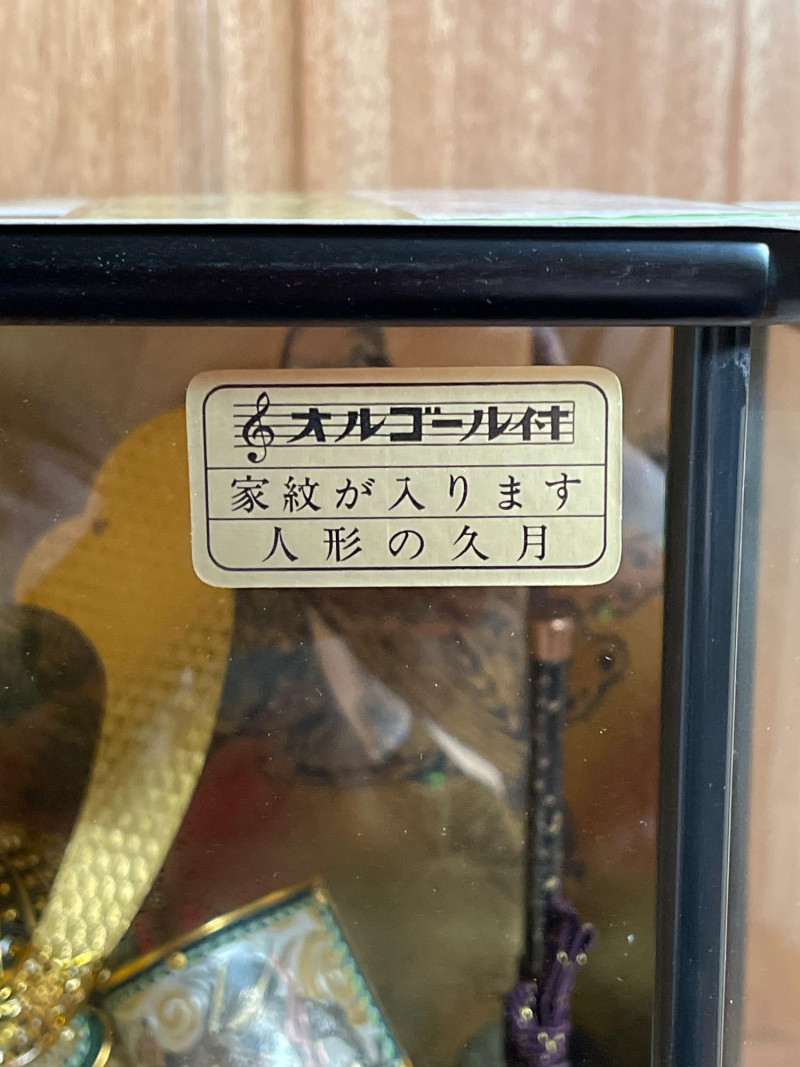 オルゴール付
家紋が入ります
人形の久月